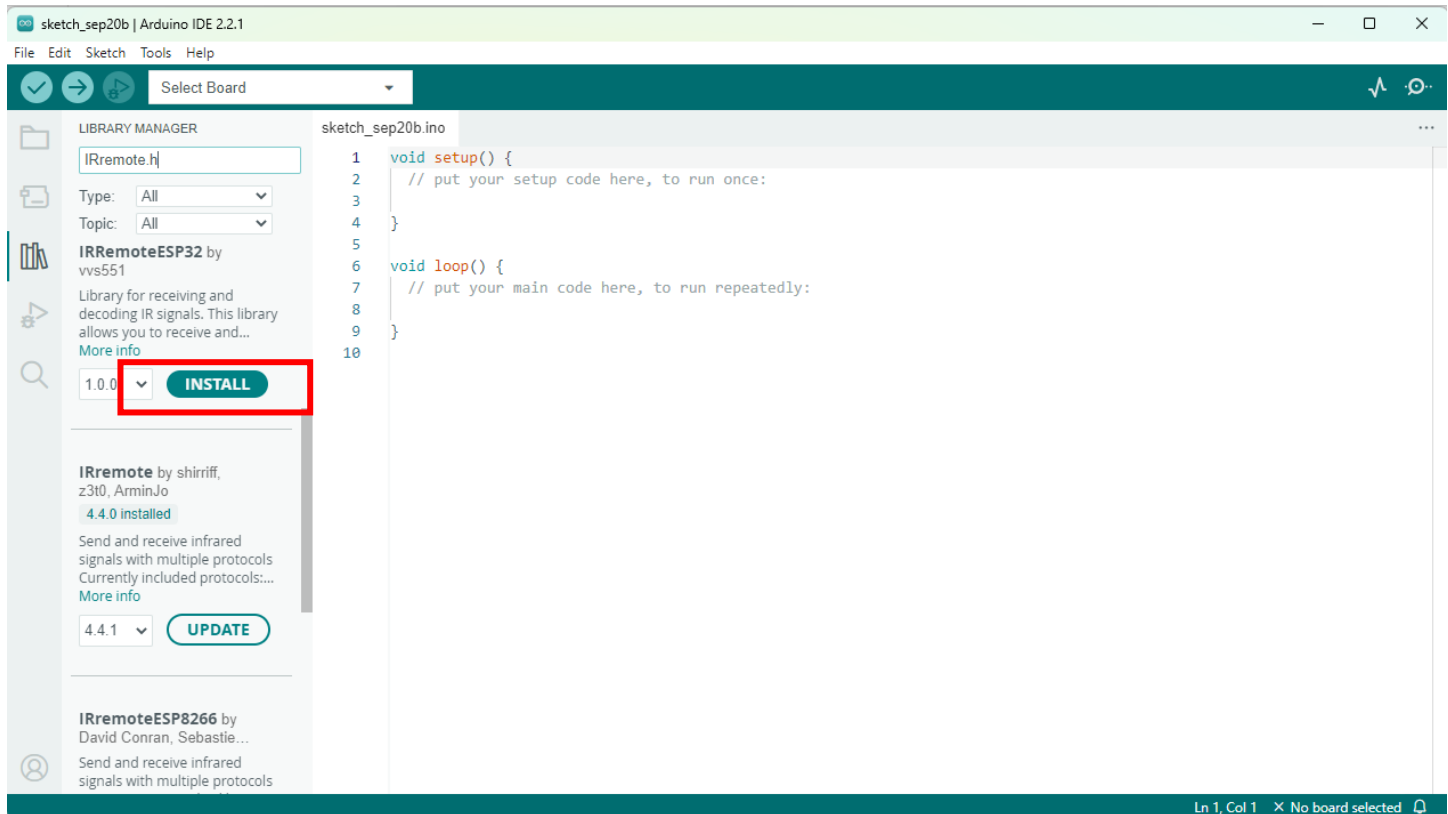 sketch_sep20b | Arduino IDE 2.2.1
File Edit Sketch Tools Help
Select Board
LIBRARY MANAGER
IRremote.h
Type: All
Topic: All
IRRemoteESP32 by
vvs551
Library for receiving and
decoding IR signals. This library
allows you to receive and...
More info
1.0.0 INSTALL
IRremote by shirriff,
z3t0, ArminJo
4.4.0 installed
Send and receive infrared
signals with multiple protocols
Currently included protocols:...
More info
4.4.1 UPDATE
IRremoteESP8266 by
David Conran, Sebastie...
Send and receive infrared
signals with multiple protocols
sketch_sep20b.ino
1 void setup() {
2 // put your setup code here, to run once:
3
4 }
5
6 void loop() {
7 // put your main code here, to run repeatedly:
8
9 }
10
Ln 1, Col 1 × No board selected